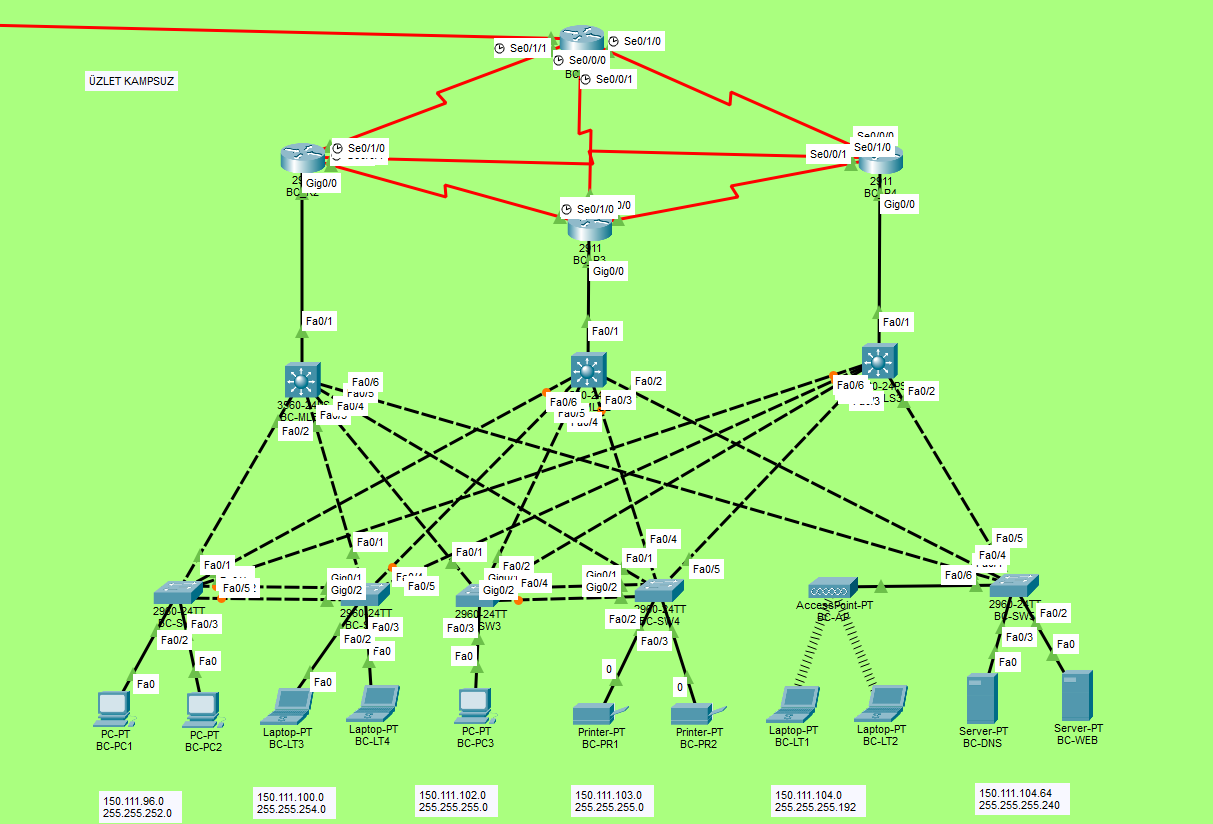 Se0/1/1
Se0/1/0
Se0/0/0
BC
Se0/0/1
ÜZLET KAMPSUZ
Se0/1/0
Gig0/0
Se0/0/0
Se0/0/1
Se0/1/0
2911
Gig0/0
Se0/1/0
2911
Gig0/0
Fa0/1
Fa0/1
Fa0/1
Fa0/6
Fa0/5
Fa0/4
Fa0/2
Fa0/2
Fa0/6
Fa0/3
Fa0/5
Fa0/4
Fa0/6
Fa0/2
Fa0/1
Fa0/5
Fa0/1
Gig0/1
Gig0/2
Fa0/5
Fa0/1
Fa0/2
Gig0/2
Fa0/4
Fa0/4
Fa0/1
Fa0/5
Gig0/1
Gig0/2
Fa0/5
Fa0/4
Fa0/6
2960-24TT
Fa0/3
Fa0/2
Fa0/0
Fa0
2960-24TT
Fa0/3
Fa0/2
Fa0
Fa0
2960-24TT
SW3
Fa0/3
Fa0
2960-24TT
BC-SW4
Fa0/2
Fa0/3
0
0
AccessPoint-PT
BC-AP
BC-SW5
Fa0/2
Fa0/3
Fa0
Fa0
PC-PT
BC-PC1
PC-PT
BC-PC2
Laptop-PT
BC-LT3
Laptop-PT
BC-LT4
PC-PT
BC-PC3
Printer-PT
BC-PR1
Printer-PT
BC-PR2
Laptop-PT
BC-LT1
Laptop-PT
BC-LT2
Server-PT
BC-DNS
Server-PT
BC-WEB
150.111.96.0
255.255.252.0
150.111.100.0
255.255.254.0
150.111.102.0
255.255.255.0
150.111.103.0
255.255.255.0
150.111.104.0
255.255.255.192
150.111.104.64
255.255.255.240